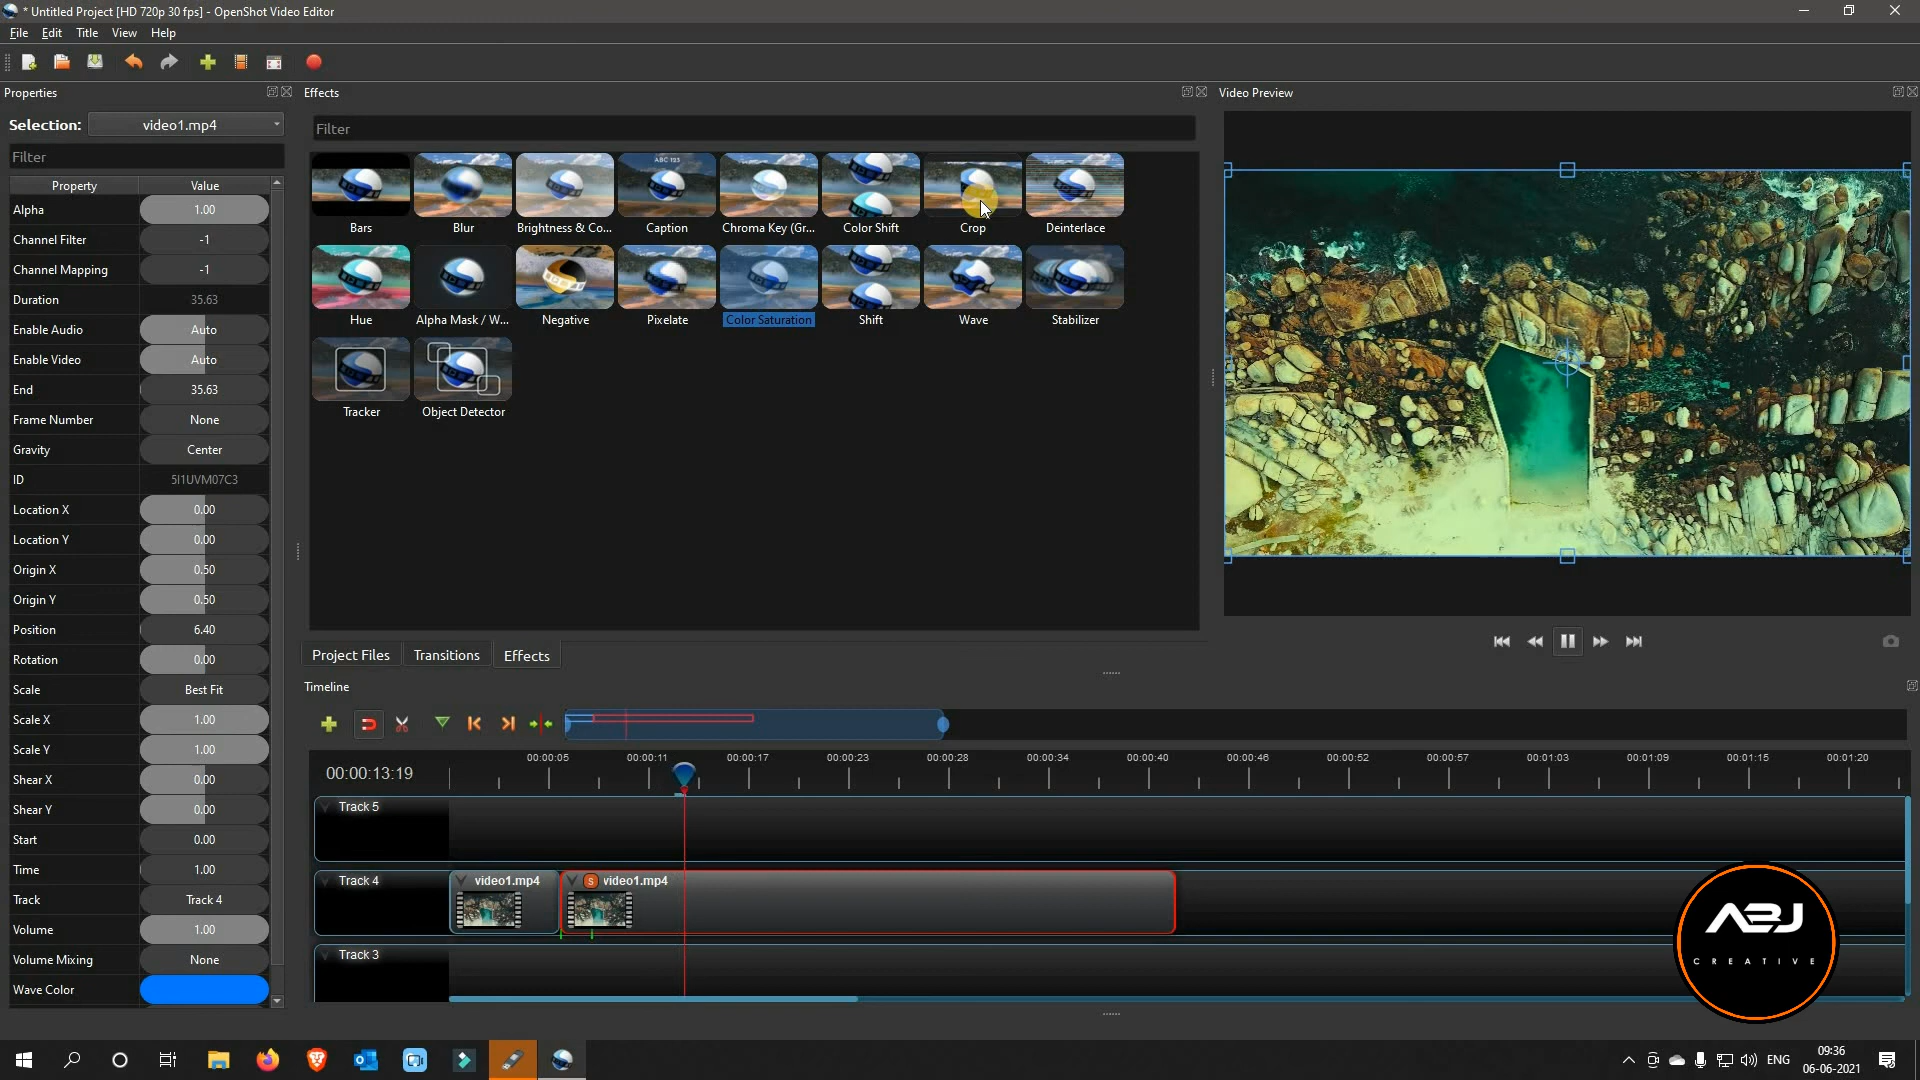 * Untitled Project [HD 720p 30 fps] - OpenShot Video Editor
File Edit Title View Help
Properties
Effects
Video Preview
Selection: video1.mp4
Filter
Filter
Property Value
Alpha 1.00
Channel Filter -1
Channel Mapping -1
Duration 35.63
Enable Audio Auto
Enable Video Auto
End 35.63
Frame Number None
Gravity Center
ID 5I1UVM07C3
Location X 0.00
Location Y 0.00
Origin X 0.50
Origin Y 0.50
Position 6.40
Rotation 0.00
Scale Best Fit
Scale X 1.00
Scale Y 1.00
Shear X 0.00
Shear Y 0.00
Start 0.00
Time 1.00
Track Track 4
Volume 1.00
Volume Mixing None
Wave Color
ABC 123
Bars Blur Brightness & Co... Caption Chroma Key (Gr... Color Shift Crop Deinterlace
Hue Alpha Mask / W... Negative Pixelate Color Saturation Shift Wave Stabilizer
Tracker Object Detector
Project Files Transitions Effects
Timeline
00:00:13:19
00:00:05 00:00:11 00:00:17 00:00:23 00:00:28 00:00:34 00:00:40 00:00:46 00:00:52 00:00:57 00:01:03 00:01:09 00:01:15 00:01:20
Track 5
Track 4
video1.mp4
S video1.mp4
Track 3
ABJ
CREATIVE
ENG
09:36
06-06-2021